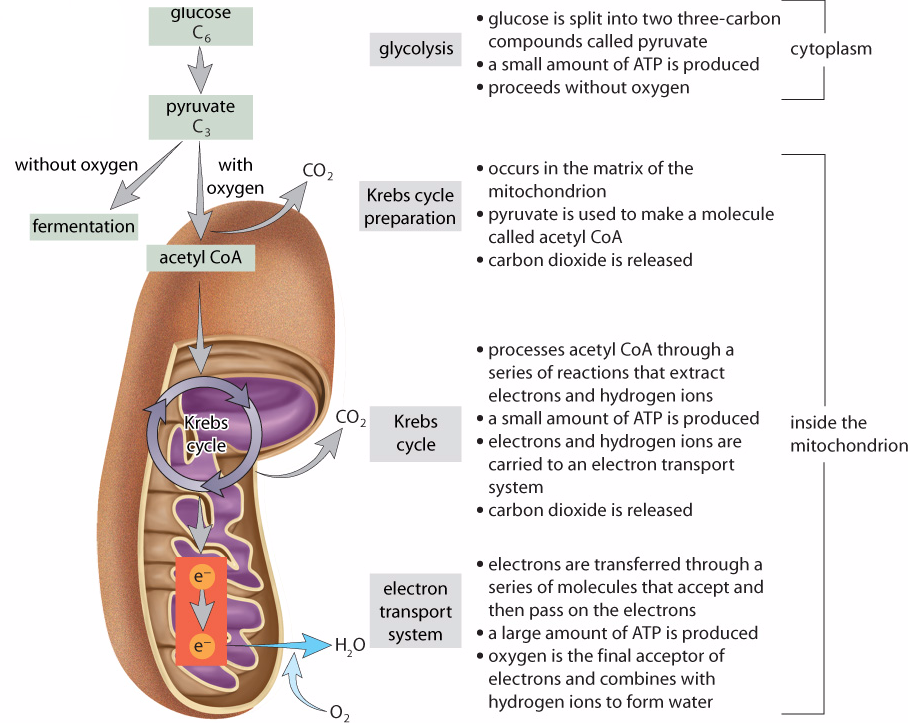 glucose
C6
pyruvate
C3
without oxygen
with
oxygen
CO2
fermentation
acetyl CoA
Krebs
cycle
CO2
e–
e–
H2O
O2
glycolysis
• glucose is split into two three-carbon
compounds called pyruvate
• a small amount of ATP is produced
• proceeds without oxygen
cytoplasm
Krebs cycle
preparation
• occurs in the matrix of the
mitochondrion
• pyruvate is used to make a molecule
called acetyl CoA
• carbon dioxide is released
Krebs
cycle
• processes acetyl CoA through a
series of reactions that extract
electrons and hydrogen ions
• a small amount of ATP is produced
• electrons and hydrogen ions are
carried to an electron transport
system
• carbon dioxide is released
inside the
mitochondrion
electron
transport
system
• electrons are transferred through a
series of molecules that accept and
then pass on the electrons
• a large amount of ATP is produced
• oxygen is the final acceptor of
electrons and combines with
hydrogen ions to form water